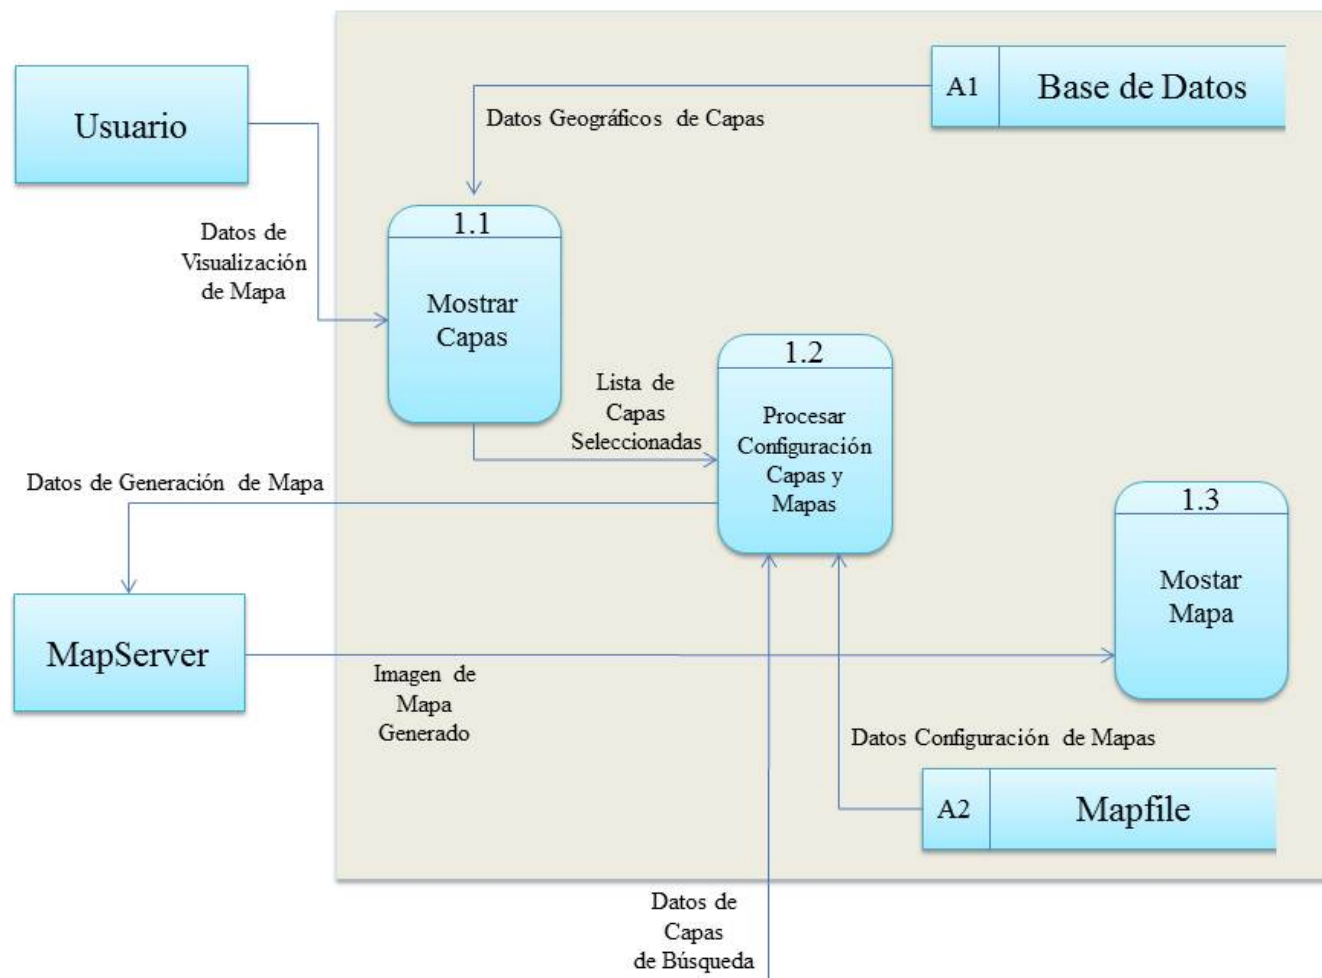 A1
Base de Datos
Usuario
Datos Geográficos de Capas
1.1
Mostrar
Capas
Datos de
Visualización
de Mapa
1.2
Procesar
Configuración
Capas y
Mapas
Lista de
Capas
Seleccionadas
Datos de Generación de Mapa
1.3
Mostar
Mapa
MapServer
Imagen de
Mapa
Generado
Datos Configuración de Mapas
A2
Mapfile
Datos de
Capas
de Búsqueda